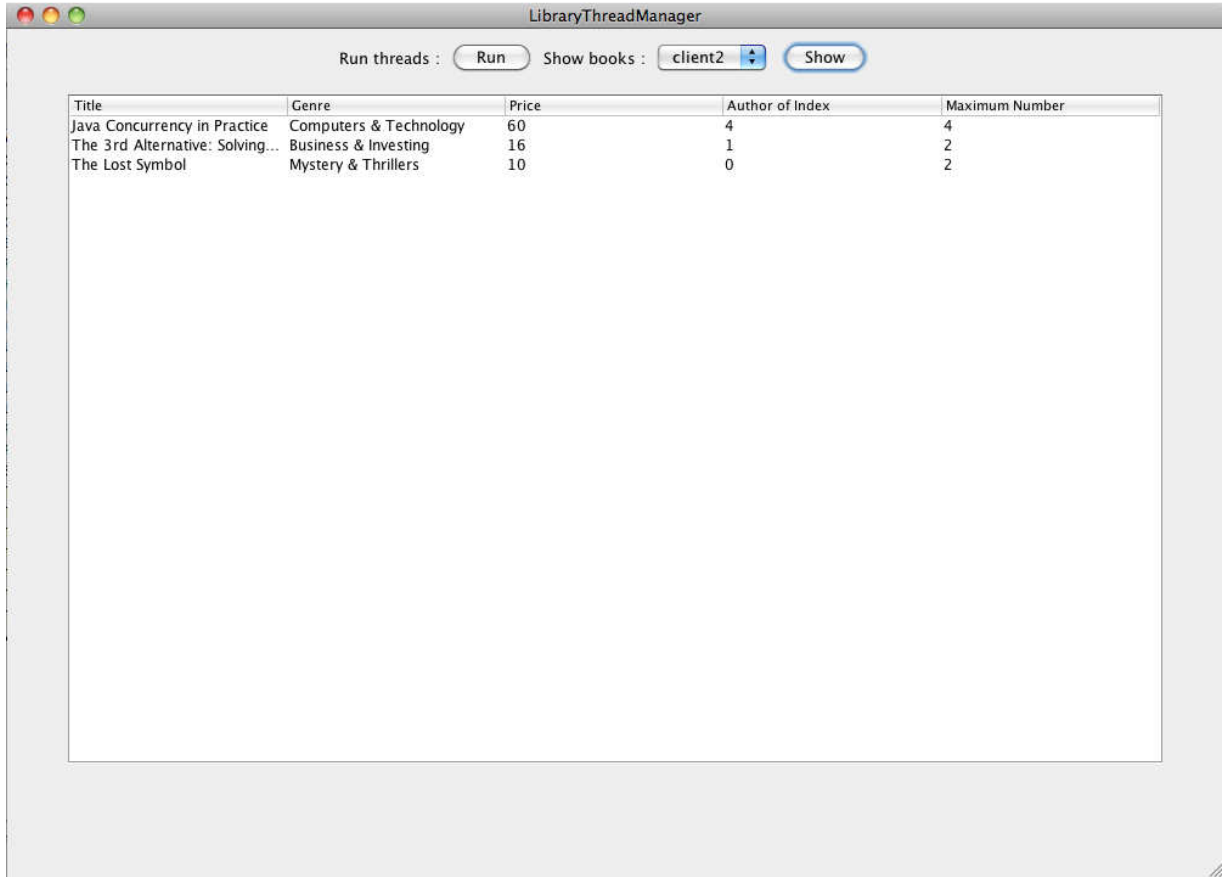 LibraryThreadManager
Run threads : Run Show books : client2 Show
Title Genre Price Author of Index Maximum Number
Java Concurrency in Practice Computers & Technology 60 4 4
The 3rd Alternative: Solving... Business & Investing 16 1 2
The Lost Symbol Mystery & Thrillers 10 0 2